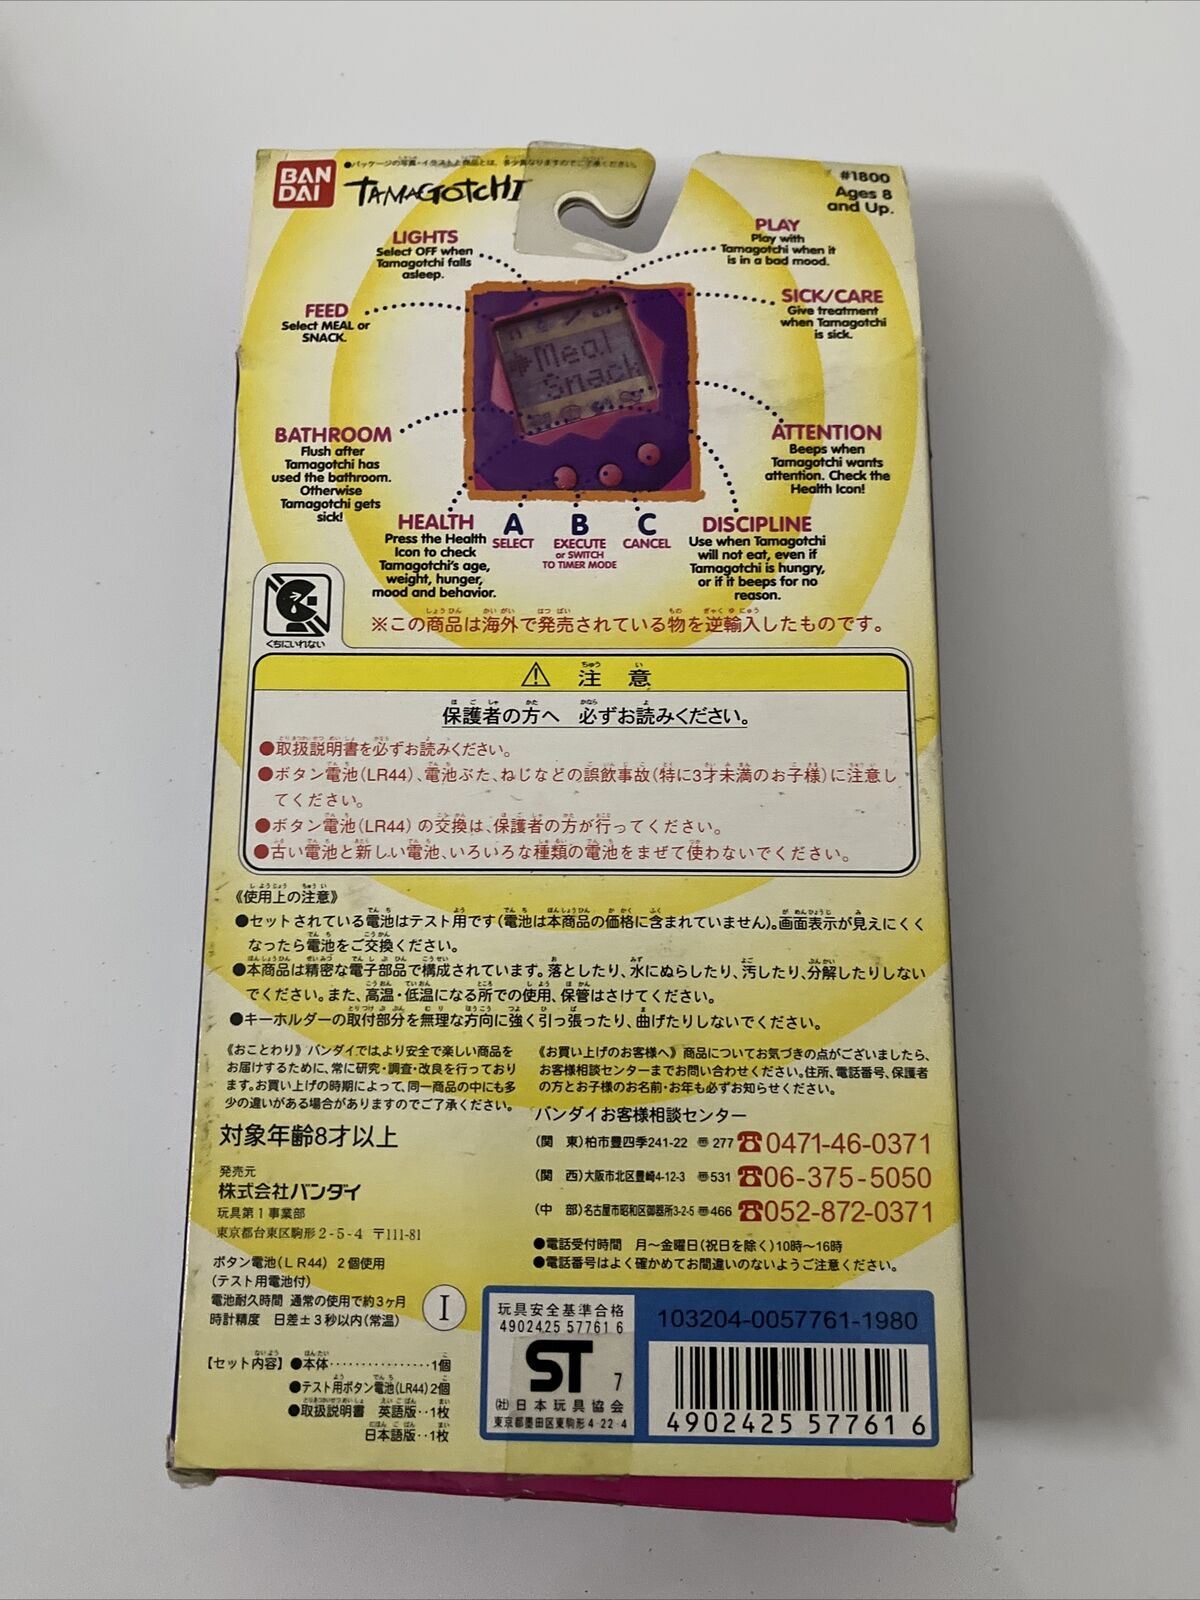 BAN
DAI
●パッケージの写真・イラストと商品とは、多少異なりますのでご了承ください。
TAMAGOTCHI
#1800
Ages 8
and Up.
LIGHTS
Select OFF when
Tamagotchi falls
asleep.
PLAY
Play with
Tamagotchi when it
is in a bad mood.
FEED
Select MEAL or
SNACK.
SICK/CARE
Give treatment
when Tamagotchi
is sick.
Meal
Snack
BATHROOM
Flush after
Tamagotchi has
used the bathroom.
Otherwise
Tamagotchi gets
sick!
ATTENTION
Beeps when
Tamagotchi wants
attention. Check the
Health Icon!
HEALTH
Press the Health
Icon to check
Tamagotchi's age,
weight, hunger,
mood and behavior.
A
SELECT
B
EXECUTE
or SWITCH
TO TIMER MODE
C
CANCEL
DISCIPLINE
Use when Tamagotchi
will not eat, even if
Tamagotchi is hungry,
or if it beeps for no
reason.
くちにいれない
※この商品は海外で発売されている物を逆輸入したものです。
⚠ 注意
保護者の方へ 必ずお読みください。
●取扱説明書を必ずお読みください。
●ボタン電池(LR44)、電池ぶた、ねじなどの誤飲事故(特に3才未満のお子様)に注意し
てください。
●ボタン電池(LR44)の交換は、保護者の方が行ってください。
●古い電池と新しい電池、いろいろな種類の電池をまぜて使わないでください。
《使用上の注意》
●セットされている電池はテスト用です(電池は本商品の価格に含まれていません)。画面表示が見えにくく
なったら電池をご交換ください。
●本商品は精密な電子部品で構成されています。落としたり、水にぬらしたり、汚したり、分解したりしない
でください。また、高温・低温になる所での使用、保管はさけてください。
●キーホルダーの取付部分を無理な方向に強く引っ張ったり、曲げたりしないでください。
《おことわり》バンダイでは、より安全で楽しい商品を
お届けするために、常に研究・調査・改良を行っており
ます。お買い上げの時期によって、同一商品の中にも多
少の違いがある場合がありますのでご了承ください。
対象年齢8才以上
発売元
株式会社バンダイ
玩具第1事業部
東京都台東区駒形2-5-4 〒111-81
《お買い上げのお客様へ》商品についてお気づきの点がございましたら、
お客様相談センターまでお問い合わせください。住所、電話番号、保護者
の方とお子様のお名前・お年も必ずお知らせください。
バンダイお客様相談センター
(関 東)柏市豊四季241-22 〠277 ☎0471-46-0371
(関 西)大阪市北区豊崎4-12-3 〠531 ☎06-375-5050
(中 部)名古屋市昭和区御器所3-2-5 〠466 ☎052-872-0371
●電話受付時間 月〜金曜日(祝日を除く)10時〜16時
●電話番号はよく確かめてお間違いのないようご注意ください。
ボタン電池(LR44) 2個使用
(テスト用電池付)
電池耐久時間 通常の使用で約3ヶ月
時計精度 日差±3秒以内(常温)
I
【セット内容】●本体················1個
●テスト用ボタン電池(LR44)2個
●取扱説明書 英語版··1枚
日本語版··1枚
玩具安全基準合格
4902425 57761 6
ST 7
(社)日本玩具協会
東京都墨田区東駒形4-22-4
103204-0057761-1980
4902425 57761 6